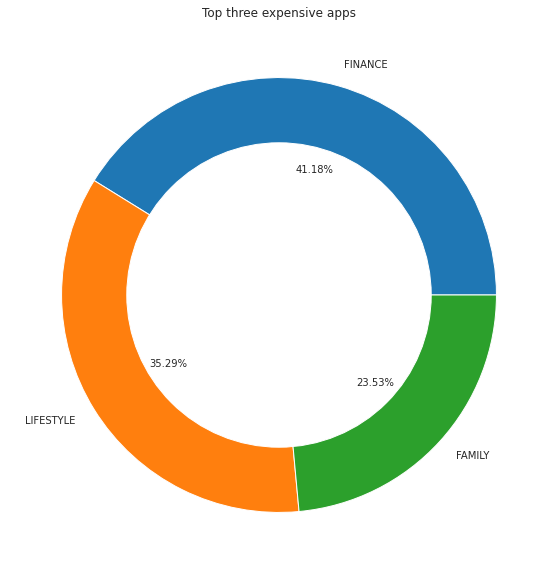 Top three expensive apps
FINANCE
41.18%
35.29%
23.53%
LIFESTYLE
FAMILY